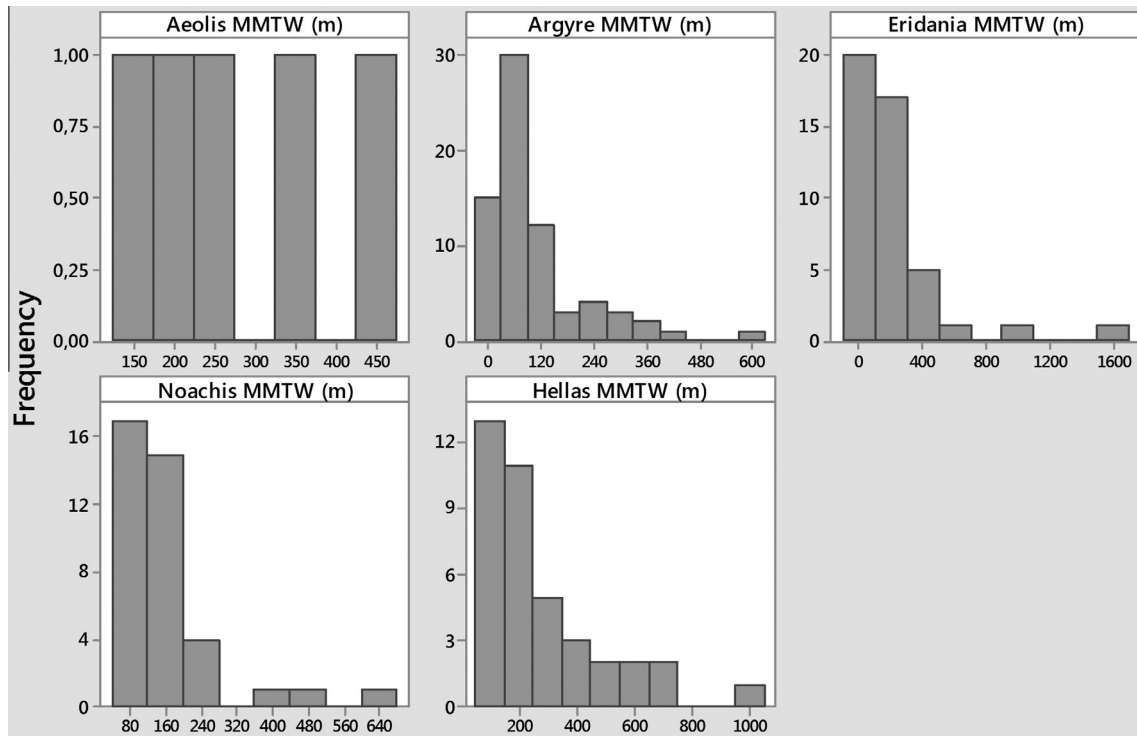 Aeolis MMTW (m)
Argyre MMTW (m)
Eridania MMTW (m)
1,00
0,75
0,50
0,25
0,00
150 200 250 300 350 400 450
30
20
10
0
0 120 240 360 480 600
20
15
10
5
0
0 400 800 1200 1600
Frequency
Noachis MMTW (m)
Hellas MMTW (m)
16
12
8
4
0
80 160 240 320 400 480 560 640
12
9
6
3
0
200 400 600 800 1000